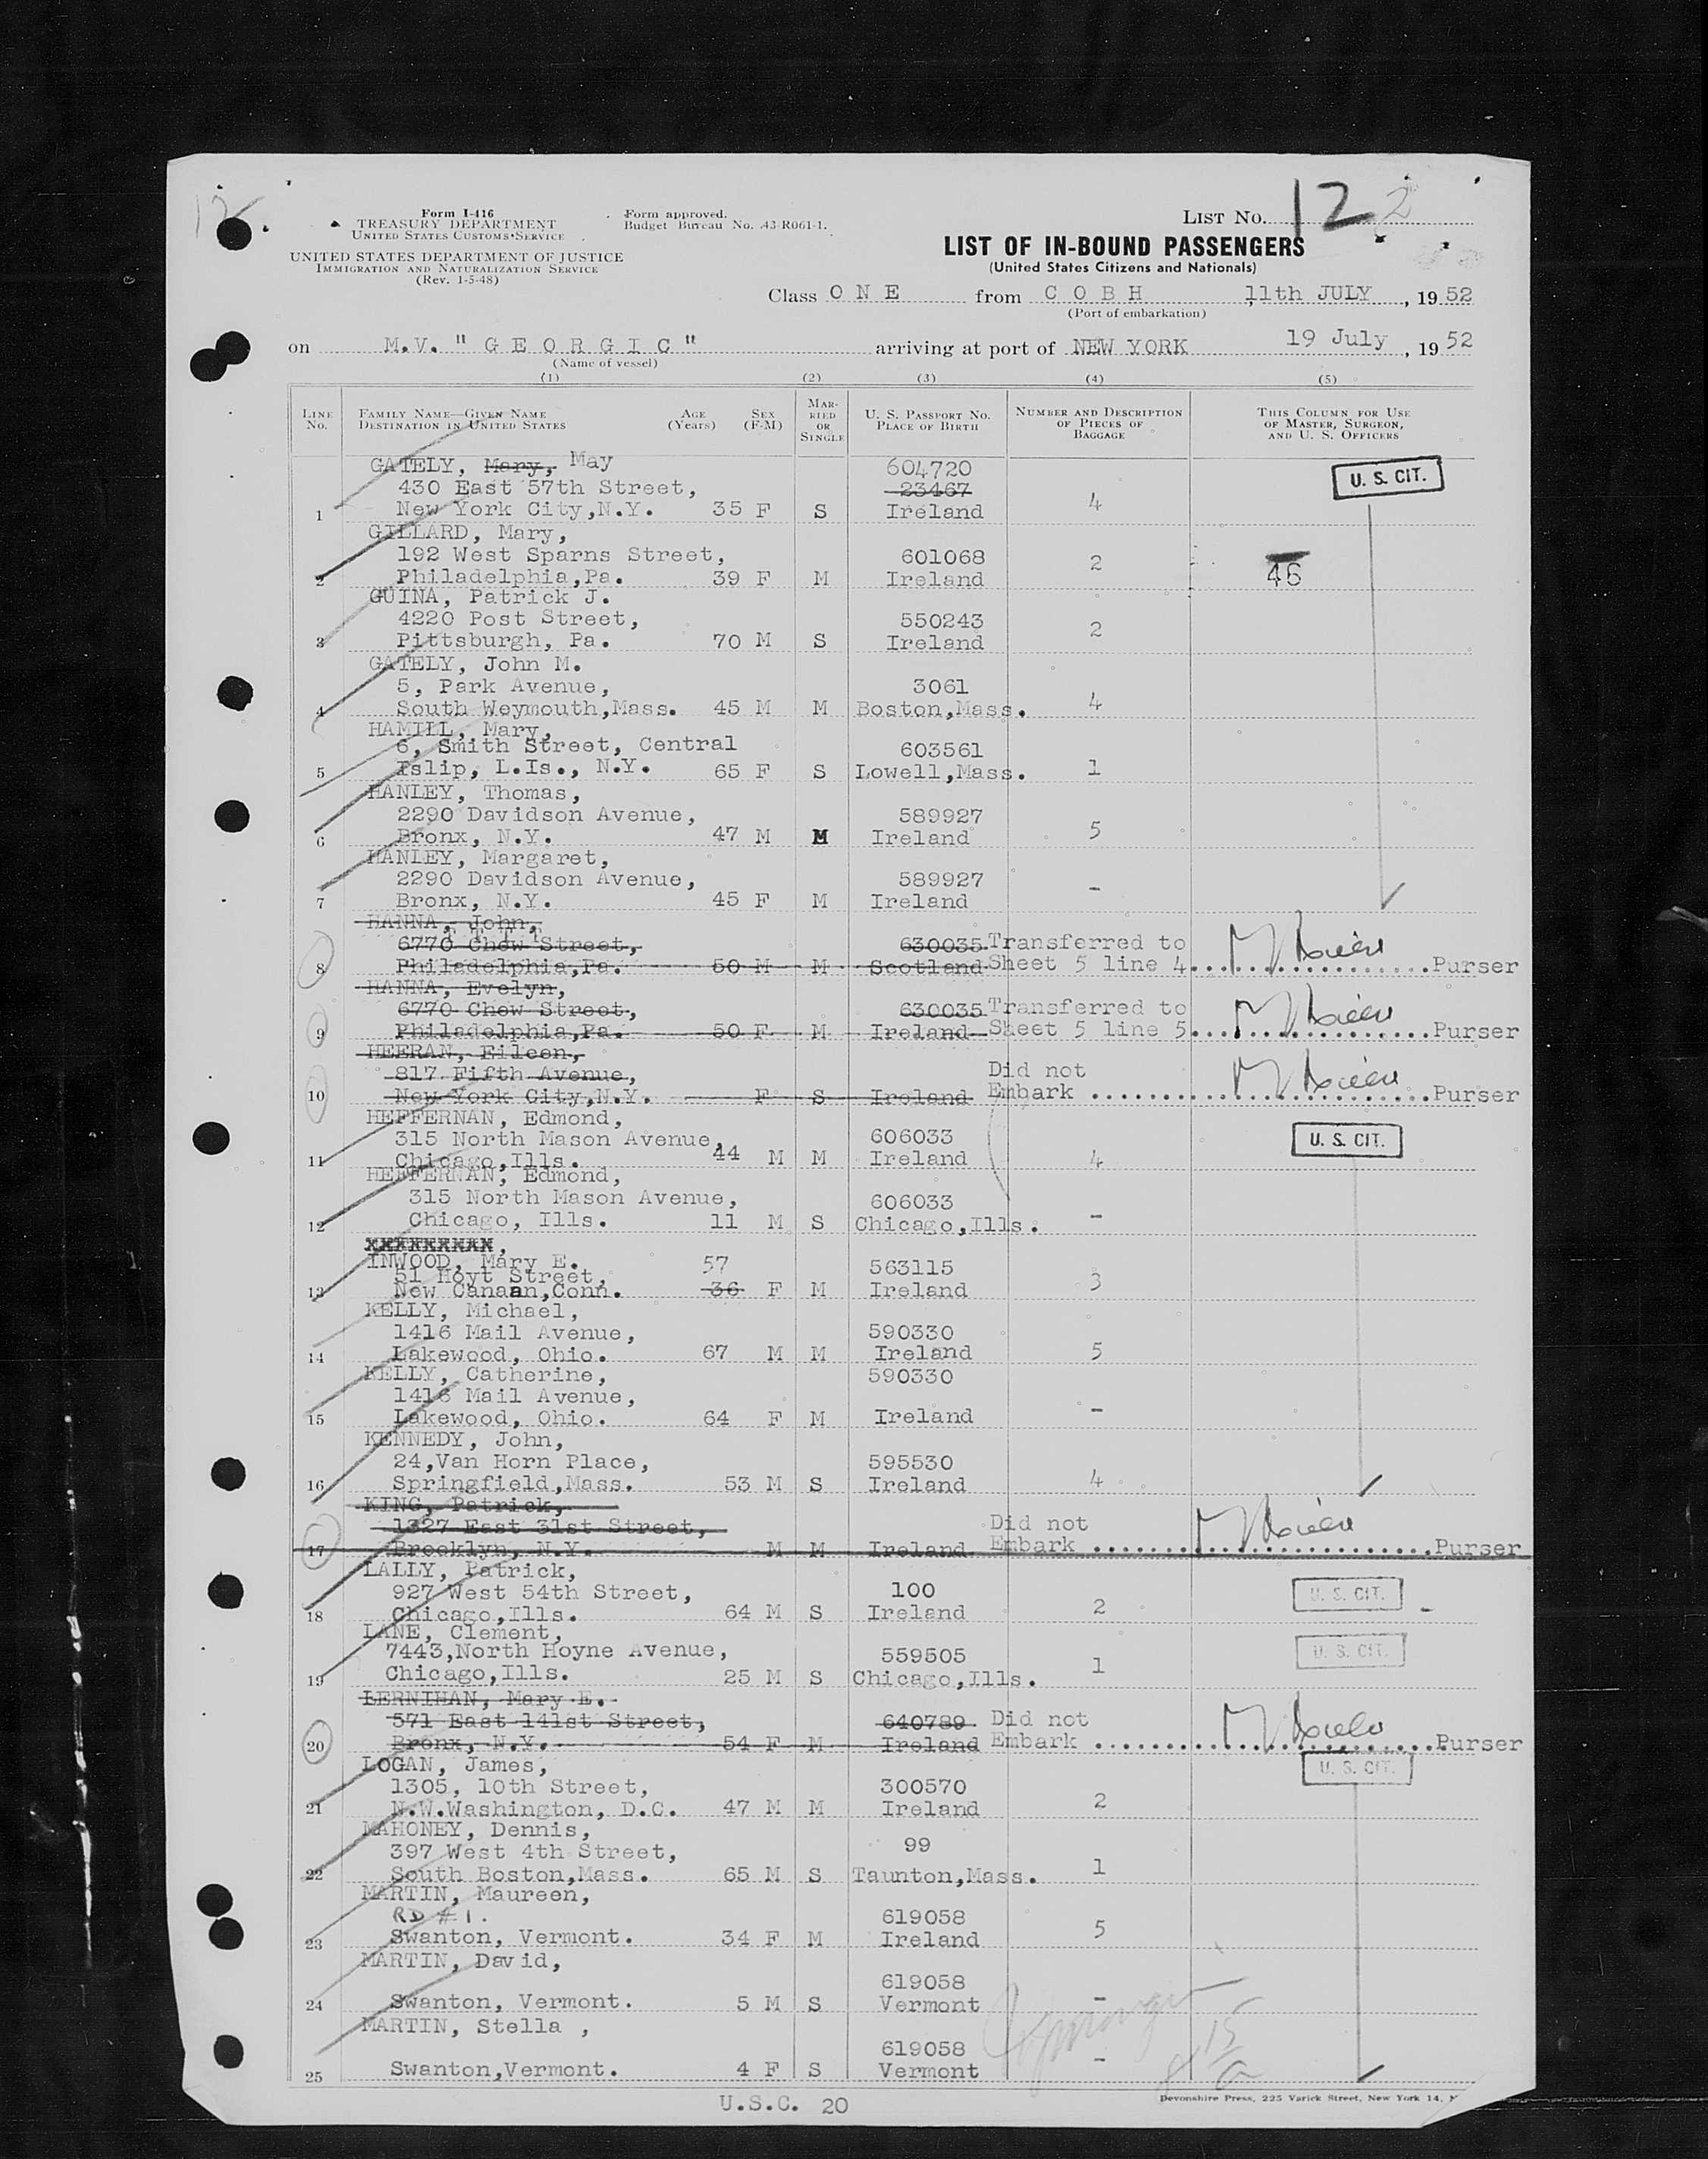 Form I-416
TREASURY DEPARTMENT
UNITED STATES CUSTOMS SERVICE
UNITED STATES DEPARTMENT OF JUSTICE
IMMIGRATION AND NATURALIZATION SERVICE
(Rev. 1-5-48)
Form approved.
Budget Bureau No. 43-R061-1.
LIST NO. 12 2
LIST OF IN-BOUND PASSENGERS
(United States Citizens and Nationals)
Class O N E from C O B H 11th JULY, 1952
(Port of embarkation)
on M.V. " G E O R G I C " arriving at port of NEW YORK 19 July, 1952
(Name of vessel)
(1) (2) (3) (4) (5)
LINE NO. FAMILY NAME—GIVEN NAME DESTINATION IN UNITED STATES AGE (Years) SEX (F-M) MARRIED OR SINGLE U. S. PASSPORT NO. PLACE OF BIRTH NUMBER AND DESCRIPTION OF PIECES OF BAGGAGE THIS COLUMN FOR USE OF MASTER, SURGEON, AND U. S. OFFICERS
GATELY, Mary, May 604720 U. S. CIT.
430 East 57th Street, 23467 4
1 New York City,N.Y. 35 F S Ireland
GILLARD, Mary,
192 West Sparns Street, 601068 2
2 Philadelphia,Pa. 39 F M Ireland 46
GUINA, Patrick J.
4220 Post Street, 550243 2
3 Pittsburgh, Pa. 70 M S Ireland
GATELY, John M.
5, Park Avenue, 3061
4 South Weymouth,Mass. 45 M M Boston,Mass. 4
HAMILL, Mary,
6, Smith Street, Central 603561
5 Islip, L.Is., N.Y. 65 F S Lowell,Mass. 1
HANLEY, Thomas,
2290 Davidson Avenue, 589927
6 Bronx, N.Y. 47 M M Ireland 5
HANLEY, Margaret,
2290 Davidson Avenue, 589927 -
7 Bronx, N.Y. 45 F M Ireland
HANNA, John,
6770 Chew Street, 630035 Transferred to
8 Philadelphia,Pa. 50 M M Scotland Sheet 5 line 4 Purser
HANNA, Evelyn,
6770 Chew Street, 630035 Transferred to
9 Philadelphia,Pa. 50 F M Ireland Sheet 5 line 5 Purser
HEERAN, Eileen,
817 Fifth Avenue, Did not
10 New York City,N.Y. F S Ireland Embark Purser
HEFFERNAN, Edmond,
315 North Mason Avenue, 606033 U. S. CIT.
11 Chicago,Ills. 44 M M Ireland 4
HEFFERNAN, Edmond,
315 North Mason Avenue, 606033
12 Chicago, Ills. 11 M S Chicago,Ills. -
INWOOD, Mary E. 57
51 Hoyt Street, 563115 3
13 New Canaan,Conn. 36 F M Ireland
KELLY, Michael,
1416 Mail Avenue, 590330
14 Lakewood, Ohio. 67 M M Ireland 5
KELLY, Catherine, 590330
1416 Mail Avenue,
15 Lakewood, Ohio. 64 F M Ireland -
KENNEDY, John,
24,Van Horn Place, 595530
16 Springfield,Mass. 53 M S Ireland 4
KING, Patrick,
1327 East 31st Street, Did not
17 Brooklyn, N.Y. M M Ireland Embark Purser
LALLY, Patrick,
927 West 54th Street, 100 U. S. CIT.
18 Chicago,Ills. 64 M S Ireland 2
LANE, Clement,
7443,North Hoyne Avenue, 559505 U. S. CIT.
19 Chicago,Ills. 25 M S Chicago,Ills. 1
LERNIHAN, Mary E.
571 East 141st Street, 640789 Did not
20 Bronx, N.Y. 54 F M Ireland Embark Purser
LOGAN, James, U. S. CIT.
1305, 10th Street, 300570
21 N.W.Washington, D.C. 47 M M Ireland 2
MAHONEY, Dennis,
397 West 4th Street, 99
22 South Boston,Mass. 65 M S Taunton,Mass. 1
MARTIN, Maureen,
RD # 1. 619058
23 Swanton, Vermont. 34 F M Ireland 5
MARTIN, David,
619058
24 Swanton, Vermont. 5 M S Vermont -
MARTIN, Stella ,
619058
25 Swanton,Vermont. 4 F S Vermont -
U.S.C. 20
Devonshire Press, 225 Varick Street, New York 14,